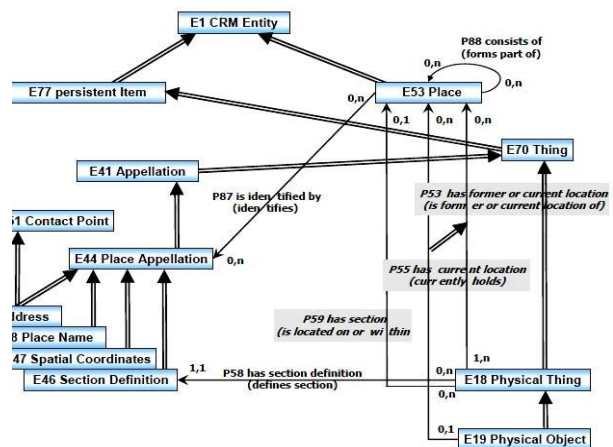 E1 CRM Entity
P88 consists of
(forms part of)
0,n
0,n
E77 persistent Item
E53 Place
0,n
0,1
0,n
0,n
E70 Thing
E41 Appellation
P87 is iden tified by
(iden tifies)
P53 has former or current location
(is form er or current location of)
51 Contact Point
E44 Place Appellation
0,n
P55 has current location
(curren tly holds)
P59 has section
(is located on or wi thin
dress
8 Place Name
47 Spatial Coordinates
E46 Section Definition
1,1
P58 has section definition
(defines section)
0,n
1,n
E18 Physical Thing
0,n
0,1
E19 Physical Object